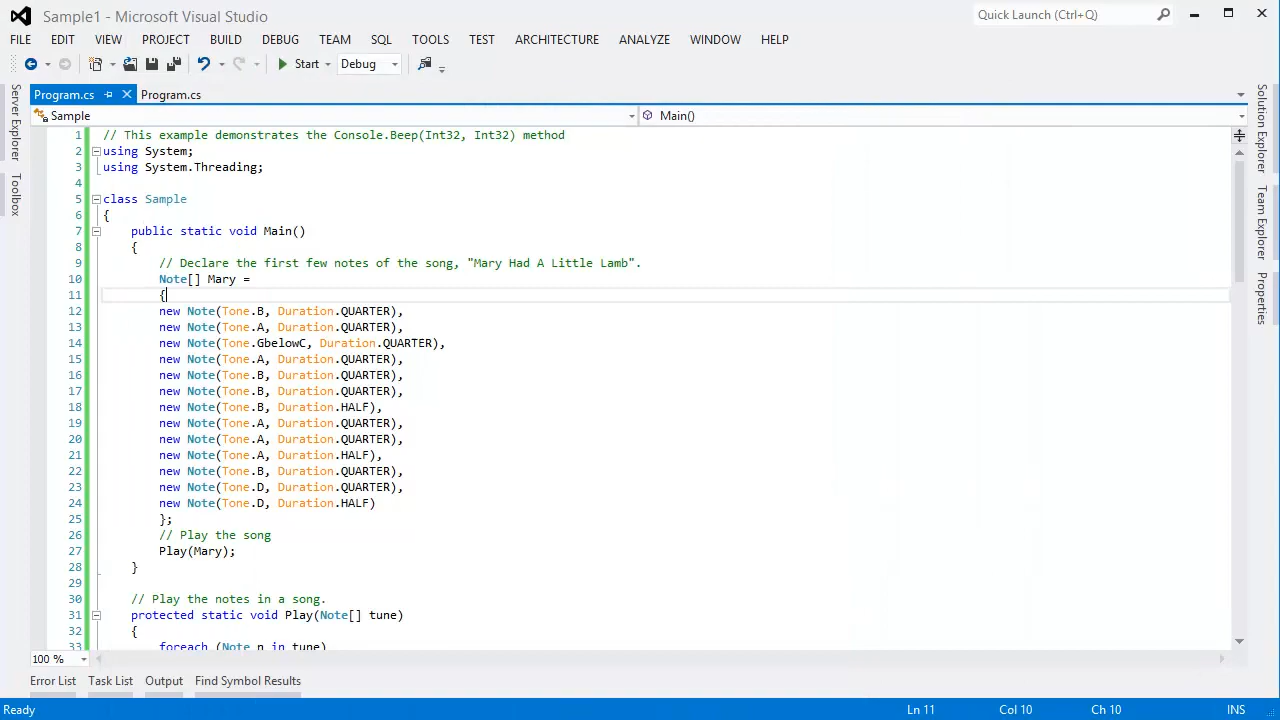 Sample1 - Microsoft Visual Studio
Quick Launch (Ctrl+Q)
FILE EDIT VIEW PROJECT BUILD DEBUG TEAM SQL TOOLS TEST ARCHITECTURE ANALYZE WINDOW HELP
Start Debug
Program.cs Program.cs
Sample Main()
Server Explorer
Toolbox
Solution Explorer
Team Explorer
Properties
1 // This example demonstrates the Console.Beep(Int32, Int32) method
2 using System;
3 using System.Threading;
4
5 class Sample
6 {
7 public static void Main()
8 {
9 // Declare the first few notes of the song, "Mary Had A Little Lamb".
10 Note[] Mary =
11 {
12 new Note(Tone.B, Duration.QUARTER),
13 new Note(Tone.A, Duration.QUARTER),
14 new Note(Tone.GbelowC, Duration.QUARTER),
15 new Note(Tone.A, Duration.QUARTER),
16 new Note(Tone.B, Duration.QUARTER),
17 new Note(Tone.B, Duration.QUARTER),
18 new Note(Tone.B, Duration.HALF),
19 new Note(Tone.A, Duration.QUARTER),
20 new Note(Tone.A, Duration.QUARTER),
21 new Note(Tone.A, Duration.HALF),
22 new Note(Tone.B, Duration.QUARTER),
23 new Note(Tone.D, Duration.QUARTER),
24 new Note(Tone.D, Duration.HALF)
25 };
26 // Play the song
27 Play(Mary);
28 }
29
30 // Play the notes in a song.
31 protected static void Play(Note[] tune)
32 {
33 foreach (Note n in tune)
100 %
Error List Task List Output Find Symbol Results
Ready Ln 11 Col 10 Ch 10 INS